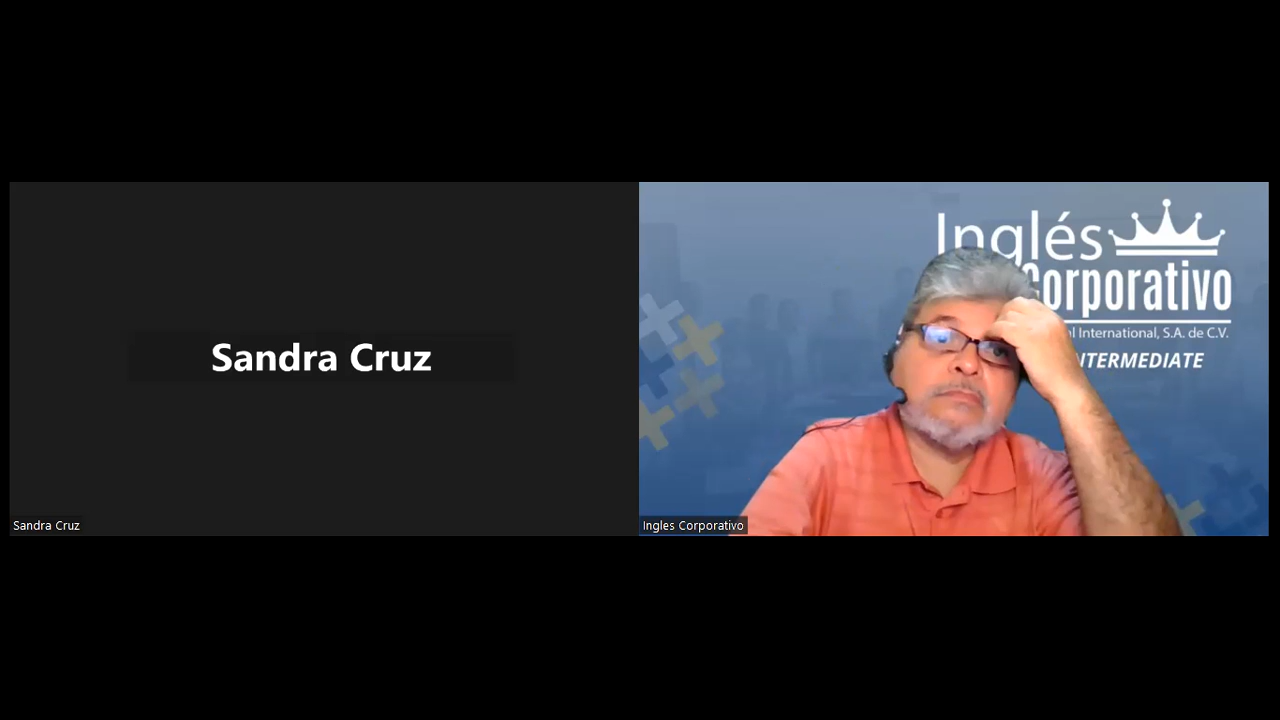 Sandra Cruz
Sandra Cruz
Inglés
Corporativo
al International, S.A. de C.V.
INTERMEDIATE
Ingles Corporativo